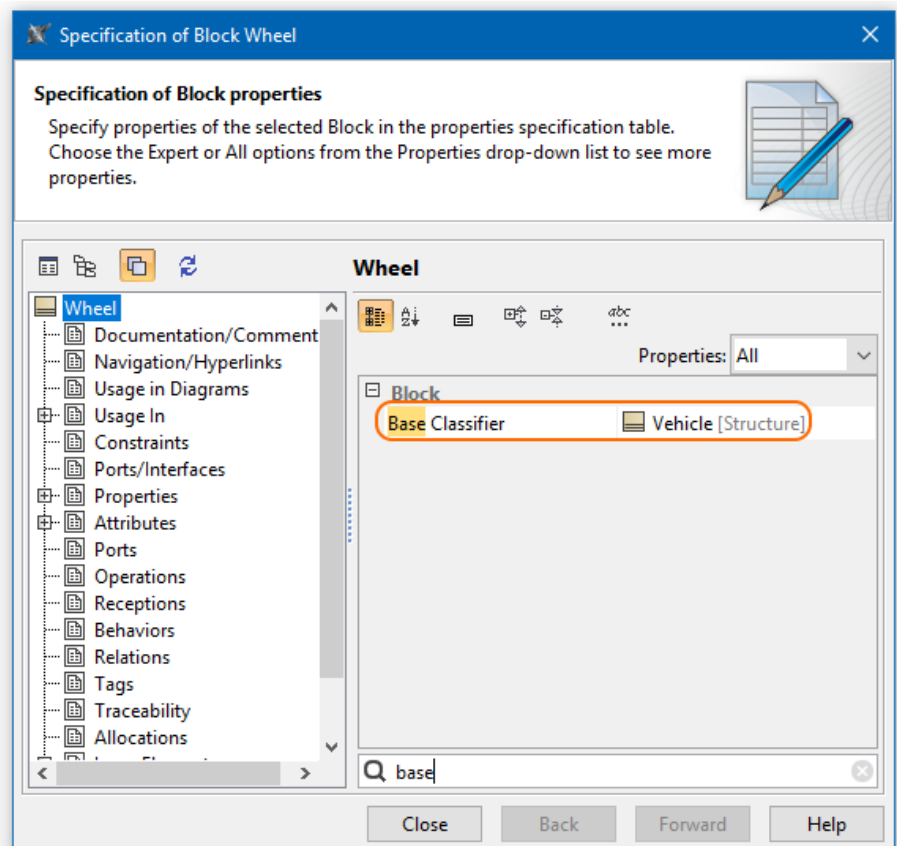 Specification of Block Wheel
Specification of Block properties
Specify properties of the selected Block in the properties specification table.
Choose the Expert or All options from the Properties drop-down list to see more
properties.
Wheel
Wheel
Documentation/Comment
Navigation/Hyperlinks
Usage in Diagrams
Usage In
Constraints
Ports/Interfaces
Properties
Attributes
Ports
Operations
Receptions
Behaviors
Relations
Tags
Traceability
Allocations
abc
Properties: All
Block
Base Classifier Vehicle [Structure]
base
Close Back Forward Help